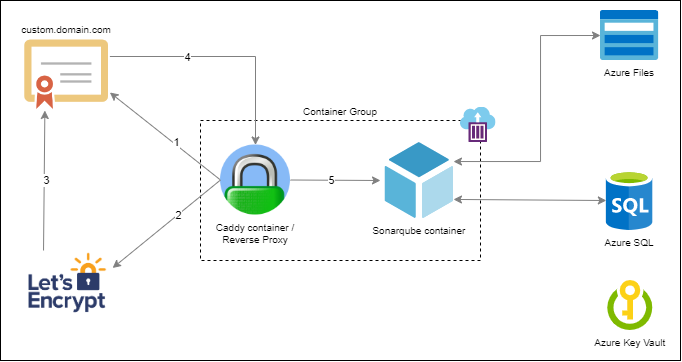 custom.domain.com
4
Azure Files
Container Group
1
3
5
2
Caddy container /
Reverse Proxy
Sonarqube container
SQL
Azure SQL
Let's
Encrypt
Azure Key Vault